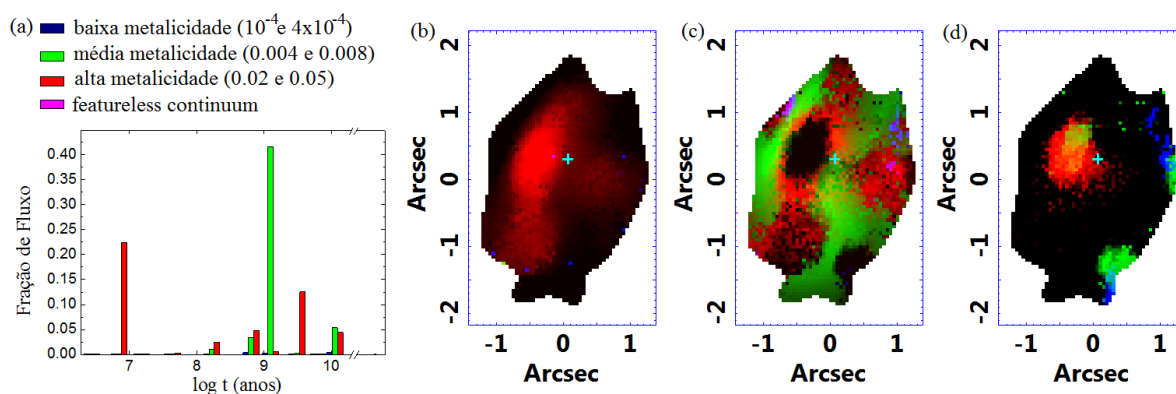 (a)
baixa metalicidade (10⁻⁴e 4x10⁻⁴)
média metalicidade (0.004 e 0.008)
alta metalicidade (0.02 e 0.05)
featureless continuum
Fração de Fluxo
0.40
0.35
0.30
0.25
0.20
0.15
0.10
0.05
0.00
7 8 9 10
log t (anos)
(b)
Arcsec
2
1
0
-1
-2
-1 0 1
Arcsec
(c)
Arcsec
2
1
0
-1
-2
-1 0 1
Arcsec
(d)
Arcsec
2
1
0
-1
-2
-1 0 1
Arcsec